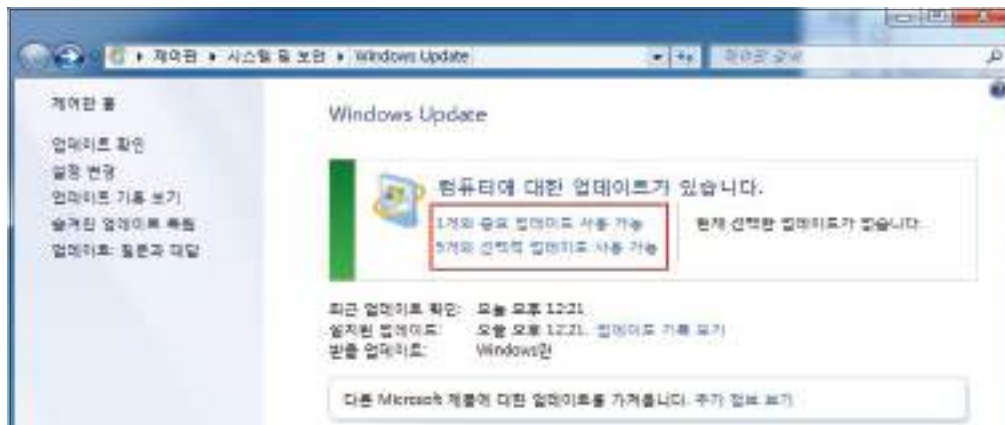 제어판 ▸ 시스템 및 보안 ▸ Windows Update
제어판 검색
제어판 홈
업데이트 확인
설정 변경
업데이트 기록 보기
숨겨진 업데이트 복원
업데이트: 질문과 대답
Windows Update
컴퓨터에 대한 업데이트가 있습니다.
1개의 중요 업데이트 사용 가능
5개의 선택적 업데이트 사용 가능
현재 선택한 업데이트가 없습니다.
최근 업데이트 확인: 오늘 오후 12:21
설치된 업데이트: 오늘 오후 12:21. 업데이트 기록 보기
받을 업데이트: Windows만
다른 Microsoft 제품에 대한 업데이트를 가져옵니다. 추가 정보 보기